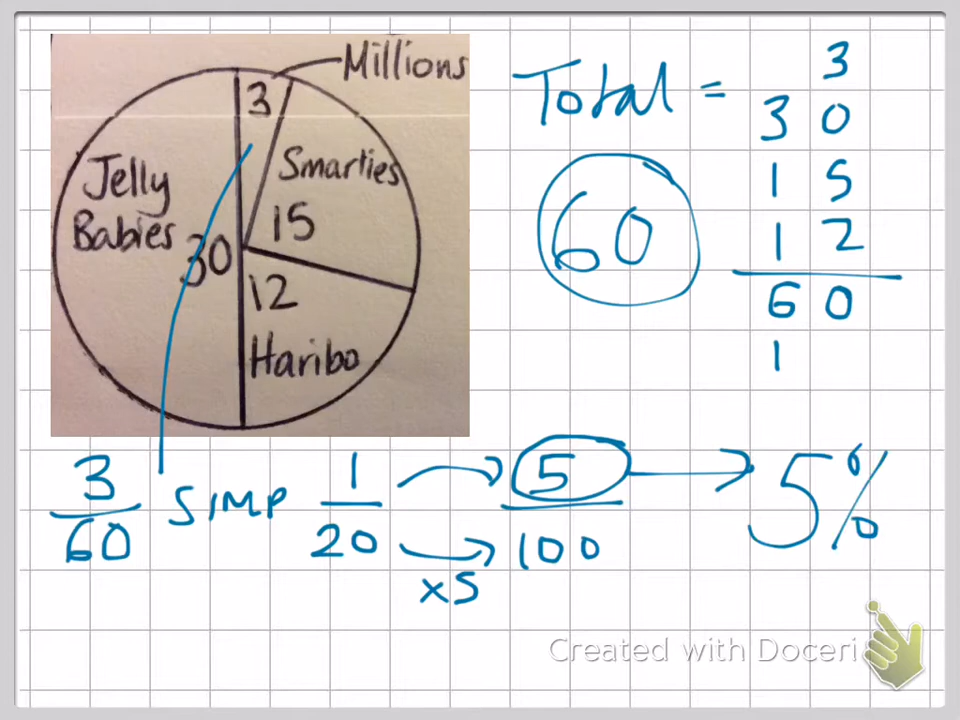 Millions
3
Jelly
Babies
30
Smarties
15
12
Haribo
Total =
3
30
15
12
60
1
60
3/60 SIMP 1/20 x5 5/100 5%
Created with Doceri